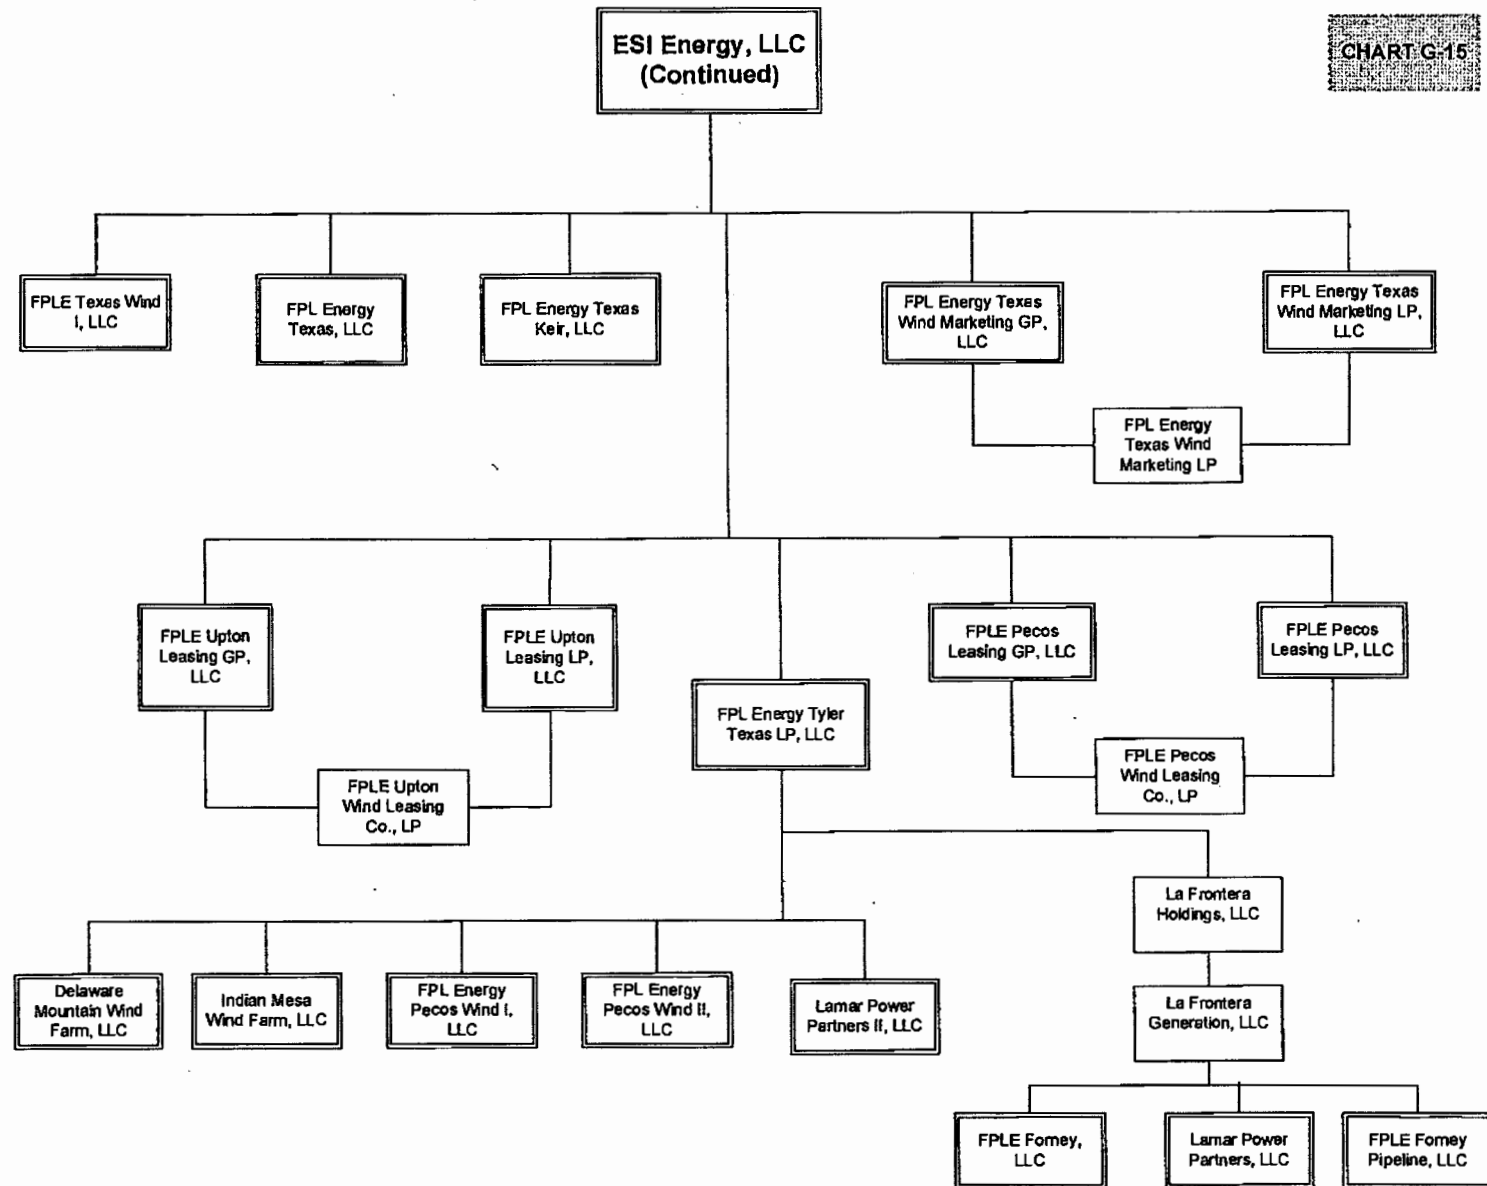 ESI Energy, LLC
(Continued)
CHART G-15
FPLE Texas Wind
I, LLC
FPL Energy
Texas, LLC
FPL Energy Texas
Keir, LLC
FPL Energy Texas
Wind Marketing GP,
LLC
FPL Energy Texas
Wind Marketing LP,
LLC
FPL Energy
Texas Wind
Marketing LP
FPLE Upton
Leasing GP,
LLC
FPLE Upton
Leasing LP,
LLC
FPL Energy Tyler
Texas LP, LLC
FPLE Pecos
Leasing GP, LLC
FPLE Pecos
Leasing LP, LLC
FPLE Upton
Wind Leasing
Co., LP
FPLE Pecos
Wind Leasing
Co., LP
La Frontera
Holdings, LLC
Delaware
Mountain Wind
Farm, LLC
Indian Mesa
Wind Farm, LLC
FPL Energy
Pecos Wind I,
LLC
FPL Energy
Pecos Wind II,
LLC
Lamar Power
Partners II, LLC
La Frontera
Generation, LLC
FPLE Forney,
LLC
Lamar Power
Partners, LLC
FPLE Forney
Pipeline, LLC